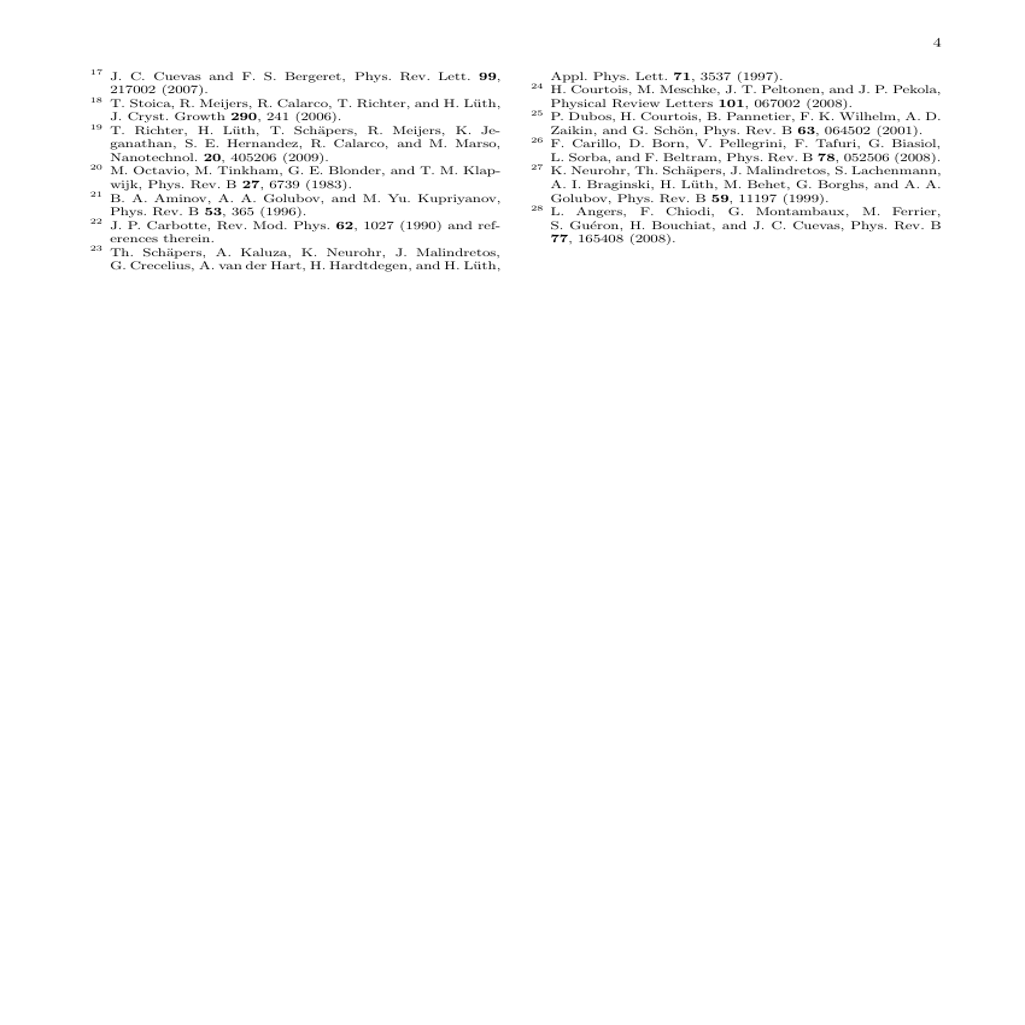 4
17 J. C. Cuevas and F. S. Bergeret, Phys. Rev. Lett. 99,
217002 (2007).
18 T. Stoica, R. Meijers, R. Calarco, T. Richter, and H. Lüth,
J. Cryst. Growth 290, 241 (2006).
19 T. Richter, H. Lüth, T. Schäpers, R. Meijers, K. Je-
ganathan, S. E. Hernandez, R. Calarco, and M. Marso,
Nanotechnol. 20, 405206 (2009).
20 M. Octavio, M. Tinkham, G. E. Blonder, and T. M. Klap-
wijk, Phys. Rev. B 27, 6739 (1983).
21 B. A. Aminov, A. A. Golubov, and M. Yu. Kupriyanov,
Phys. Rev. B 53, 365 (1996).
22 J. P. Carbotte, Rev. Mod. Phys. 62, 1027 (1990) and ref-
erences therein.
23 Th. Schäpers, A. Kaluza, K. Neurohr, J. Malindretos,
G. Crecelius, A. van der Hart, H. Hardtdegen, and H. Lüth,
Appl. Phys. Lett. 71, 3537 (1997).
24 H. Courtois, M. Meschke, J. T. Peltonen, and J. P. Pekola,
Physical Review Letters 101, 067002 (2008).
25 P. Dubos, H. Courtois, B. Pannetier, F. K. Wilhelm, A. D.
Zaikin, and G. Schön, Phys. Rev. B 63, 064502 (2001).
26 F. Carillo, D. Born, V. Pellegrini, F. Tafuri, G. Biasiol,
L. Sorba, and F. Beltram, Phys. Rev. B 78, 052506 (2008).
27 K. Neurohr, Th. Schäpers, J. Malindretos, S. Lachenmann,
A. I. Braginski, H. Lüth, M. Behet, G. Borghs, and A. A.
Golubov, Phys. Rev. B 59, 11197 (1999).
28 L. Angers, F. Chiodi, G. Montambaux, M. Ferrier,
S. Guéron, H. Bouchiat, and J. C. Cuevas, Phys. Rev. B
77, 165408 (2008).